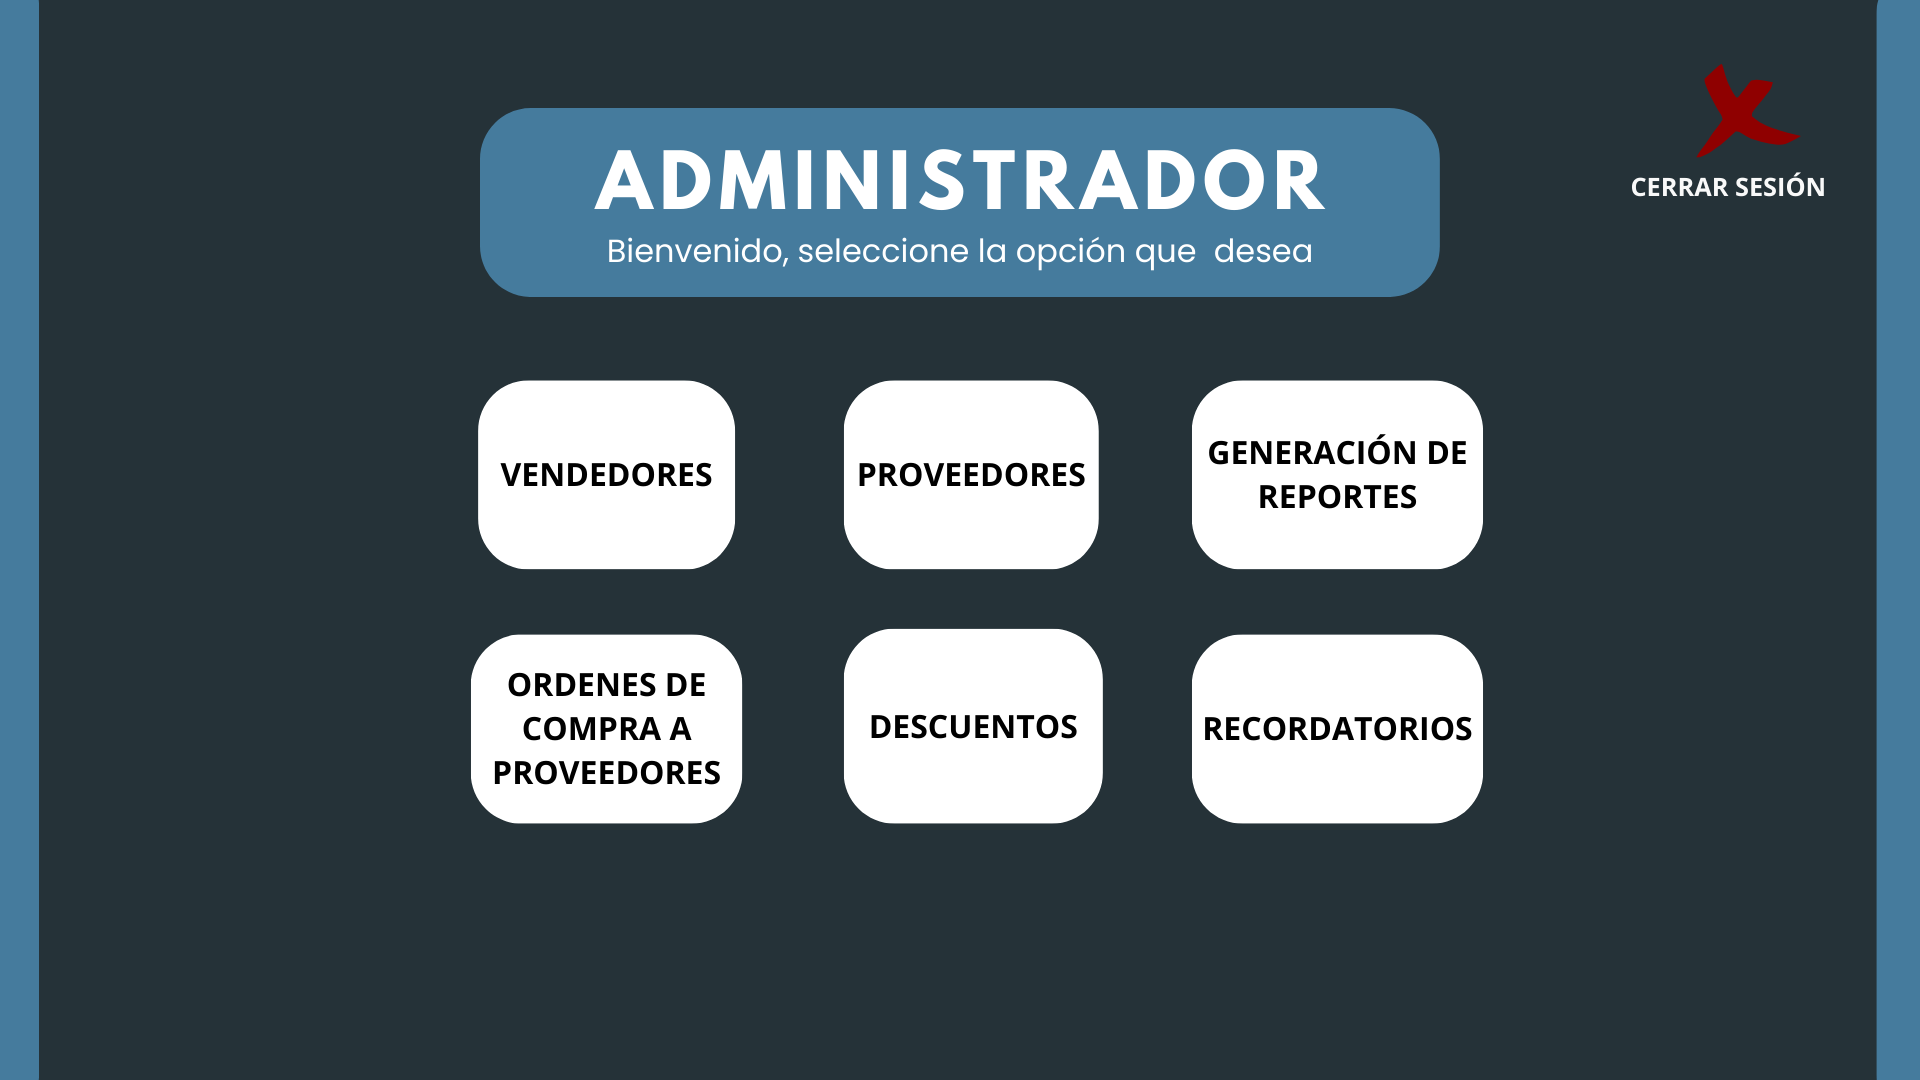 ADMINISTRADOR
Bienvenido, seleccione la opción que  desea
CERRAR SESIÓN
VENDEDORES
PROVEEDORES
GENERACIÓN DE
REPORTES
ORDENES DE
COMPRA A
PROVEEDORES
DESCUENTOS
RECORDATORIOS